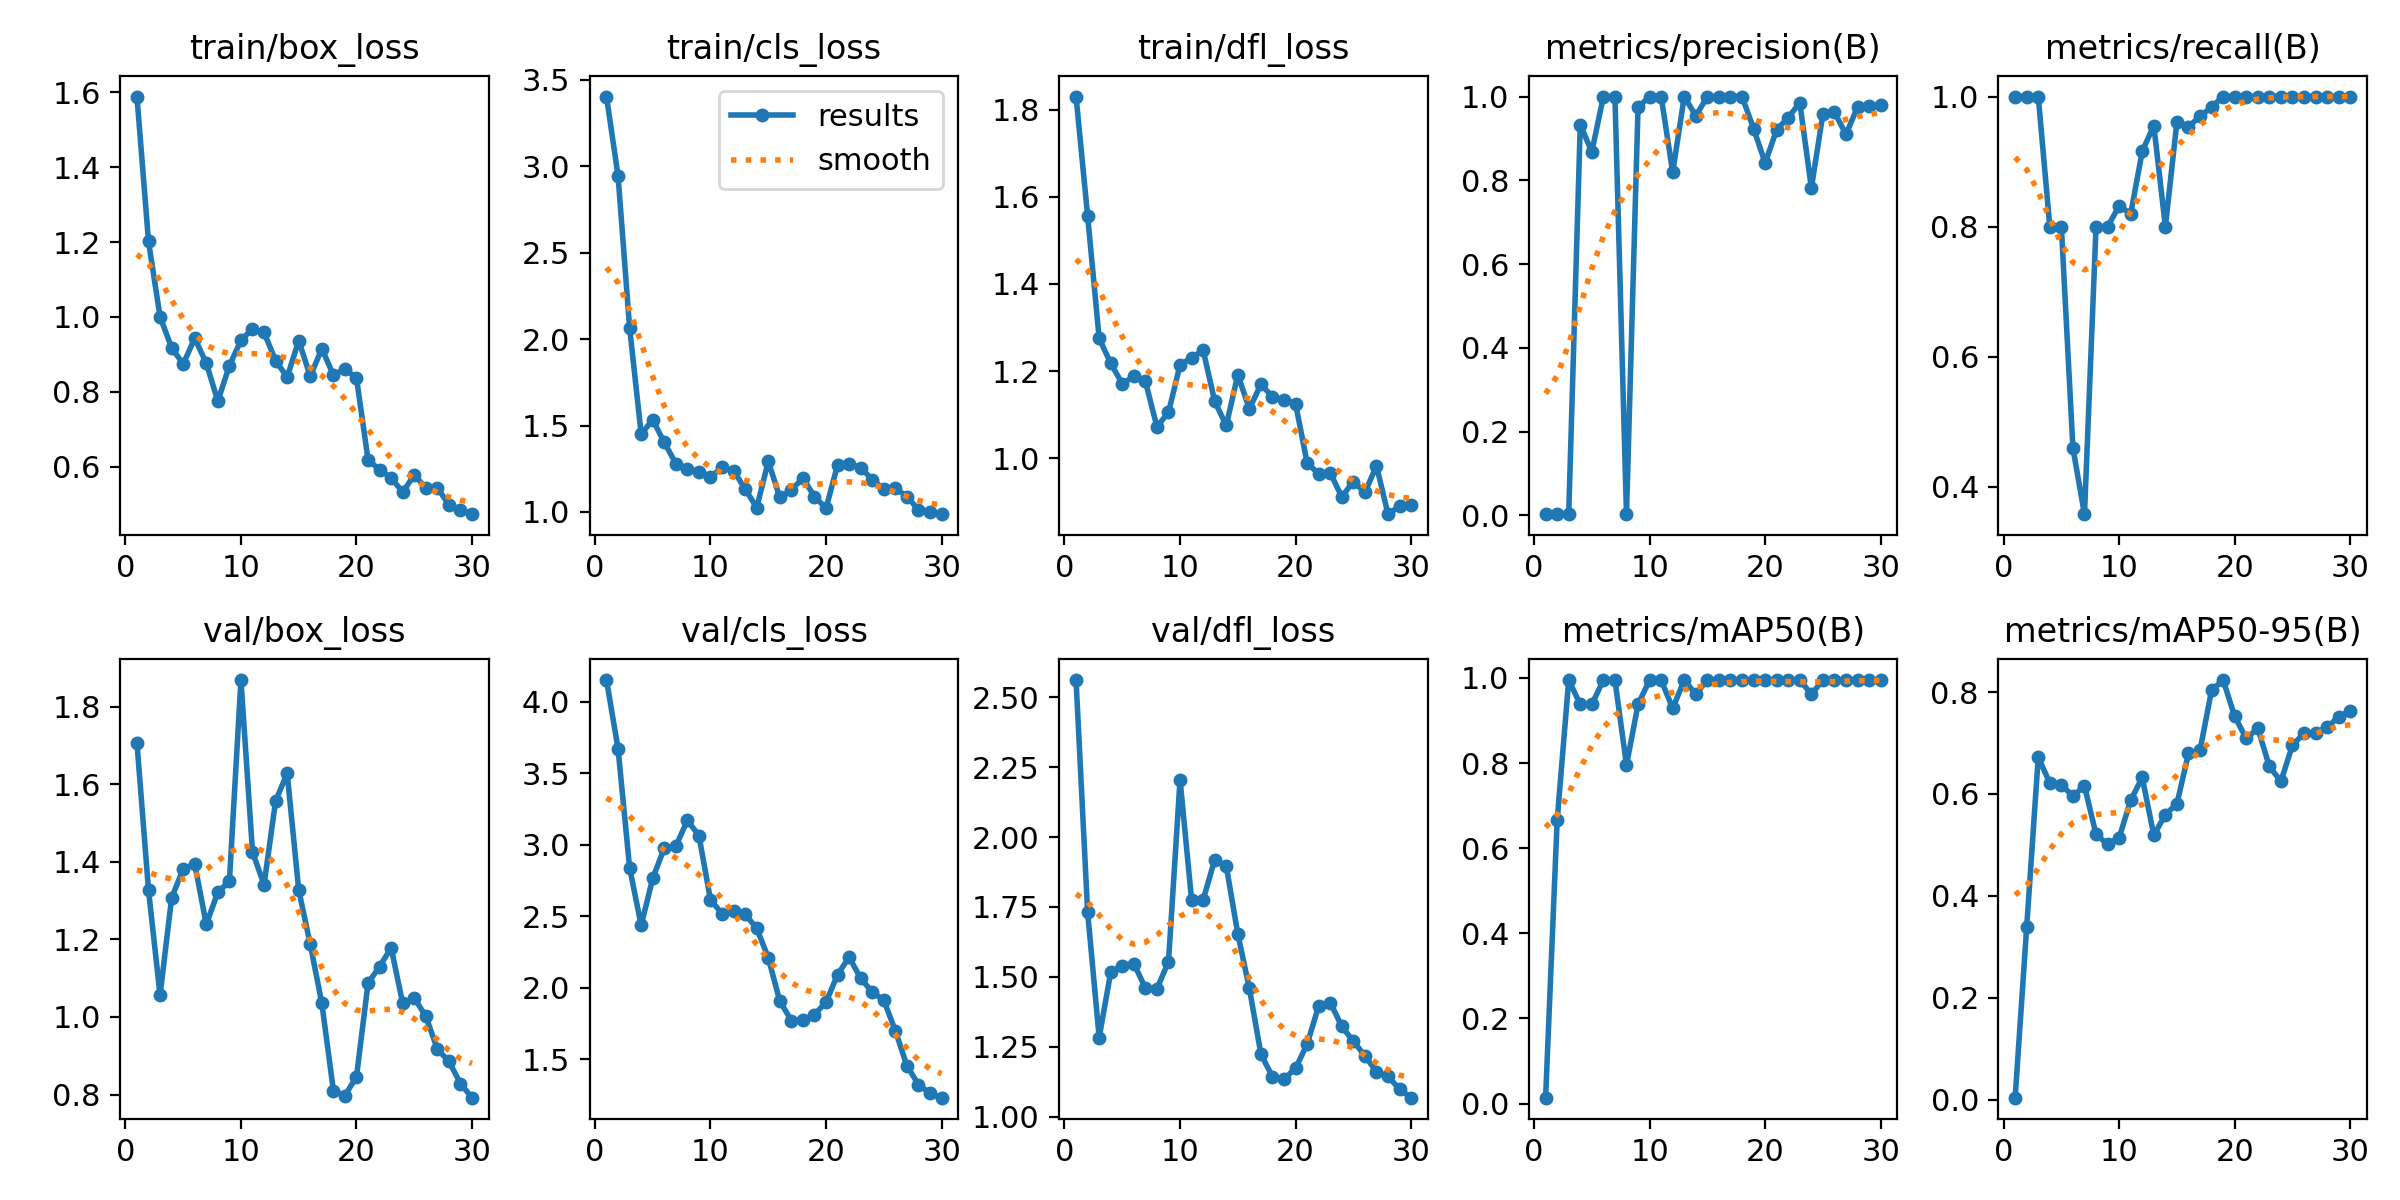 train/box_loss
1.6
1.4
1.2
1.0
0.8
0.6
0 10 20 30
train/cls_loss
results
smooth
3.5
3.0
2.5
2.0
1.5
1.0
0 10 20 30
train/dfl_loss
1.8
1.6
1.4
1.2
1.0
0 10 20 30
metrics/precision(B)
1.0
0.8
0.6
0.4
0.2
0.0
0 10 20 30
metrics/recall(B)
1.0
0.8
0.6
0.4
0 10 20 30
val/box_loss
1.8
1.6
1.4
1.2
1.0
0.8
0 10 20 30
val/cls_loss
4.0
3.5
3.0
2.5
2.0
1.5
0 10 20 30
val/dfl_loss
2.50
2.25
2.00
1.75
1.50
1.25
1.00
0 10 20 30
metrics/mAP50(B)
1.0
0.8
0.6
0.4
0.2
0.0
0 10 20 30
metrics/mAP50-95(B)
0.8
0.6
0.4
0.2
0.0
0 10 20 30